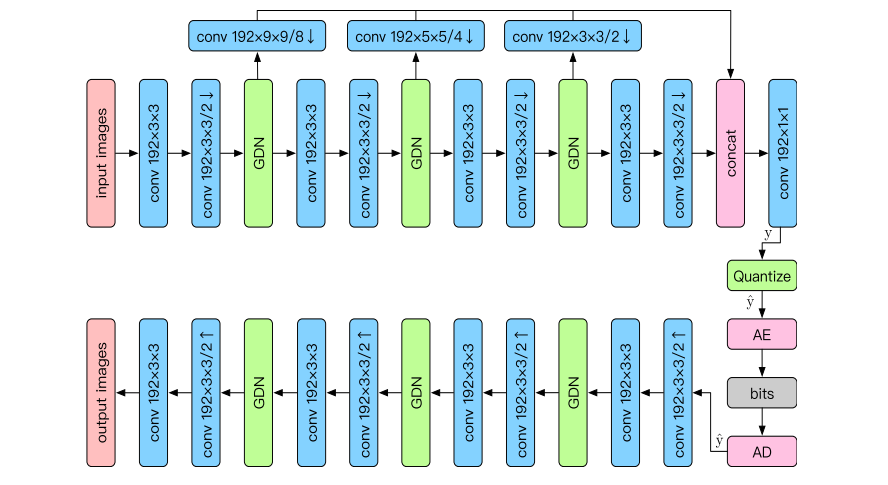 conv 192×9×9/8↓
conv 192×5×5/4↓
conv 192×3×3/2↓
input images
conv 192×3×3
conv 192×3×3/2↓
GDN
conv 192×3×3
conv 192×3×3/2↓
GDN
conv 192×3×3
conv 192×3×3/2↓
GDN
conv 192×3×3
conv 192×3×3/2↓
concat
conv 192×1×1
y
Quantize
ŷ
AE
bits
AD
ŷ
output images
conv 192×3×3
conv 192×3×3/2↑
GDN
conv 192×3×3
conv 192×3×3/2↑
GDN
conv 192×3×3
conv 192×3×3/2↑
GDN
conv 192×3×3
conv 192×3×3/2↑